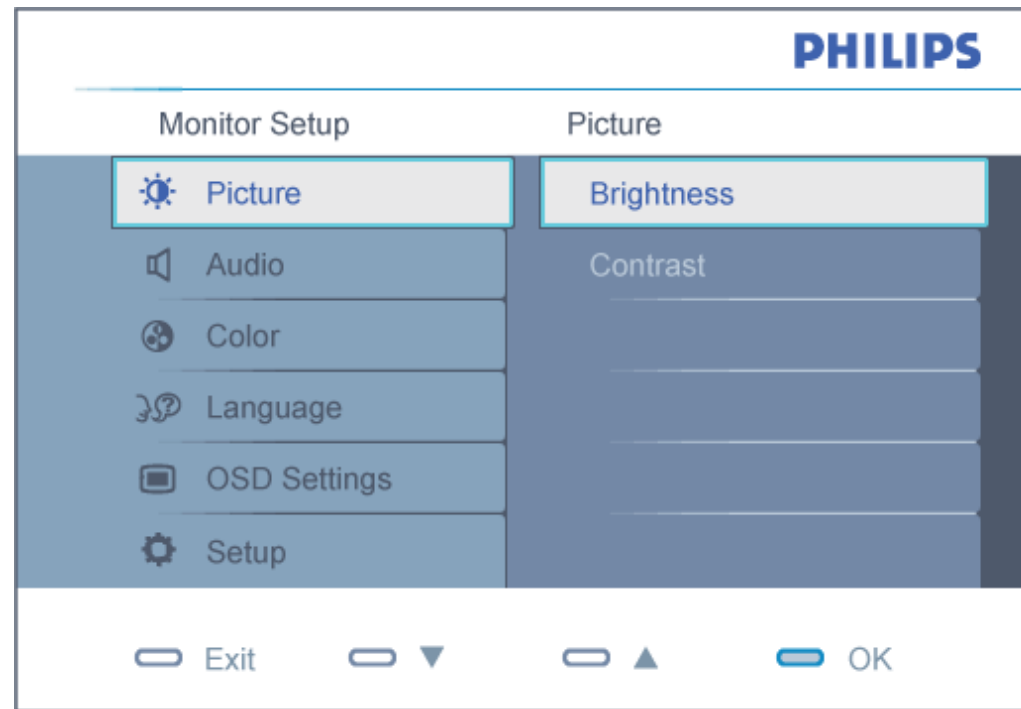 PHILIPS
Monitor Setup Picture
Picture Brightness
Audio Contrast
Color
Language
OSD Settings
Setup
Exit ▼ ▲ OK